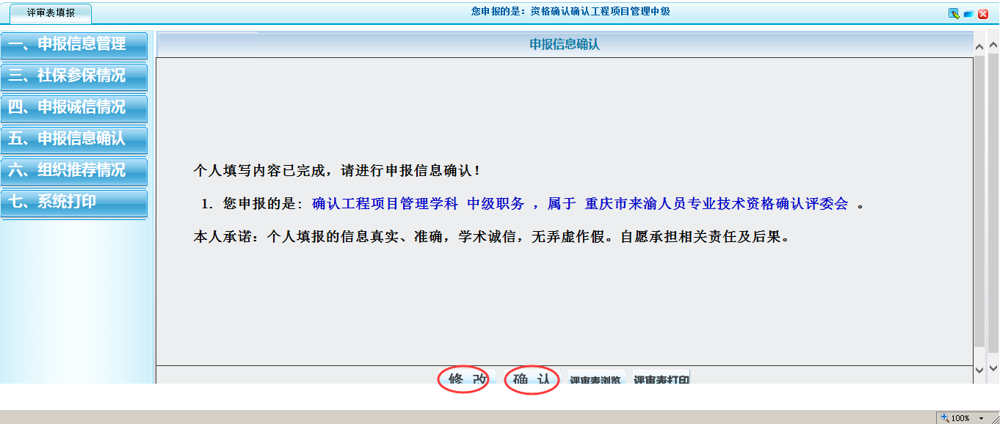 评审表填报
您申报的是：资格确认确认工程项目管理中级
一、申报信息管理
三、社保参保情况
四、申报诚信情况
五、申报信息确认
六、组织推荐情况
七、系统打印
申报信息确认
个人填写内容已完成，请进行申报信息确认！
1. 您申报的是： 确认工程项目管理学科 中级职务 ，属于 重庆市来渝人员专业技术资格确认评委会 。
本人承诺：个人填报的信息真实、准确，学术诚信，无弄虚作假。自愿承担相关责任及后果。
修 改 确 认 评审表浏览 评审表打印
100%